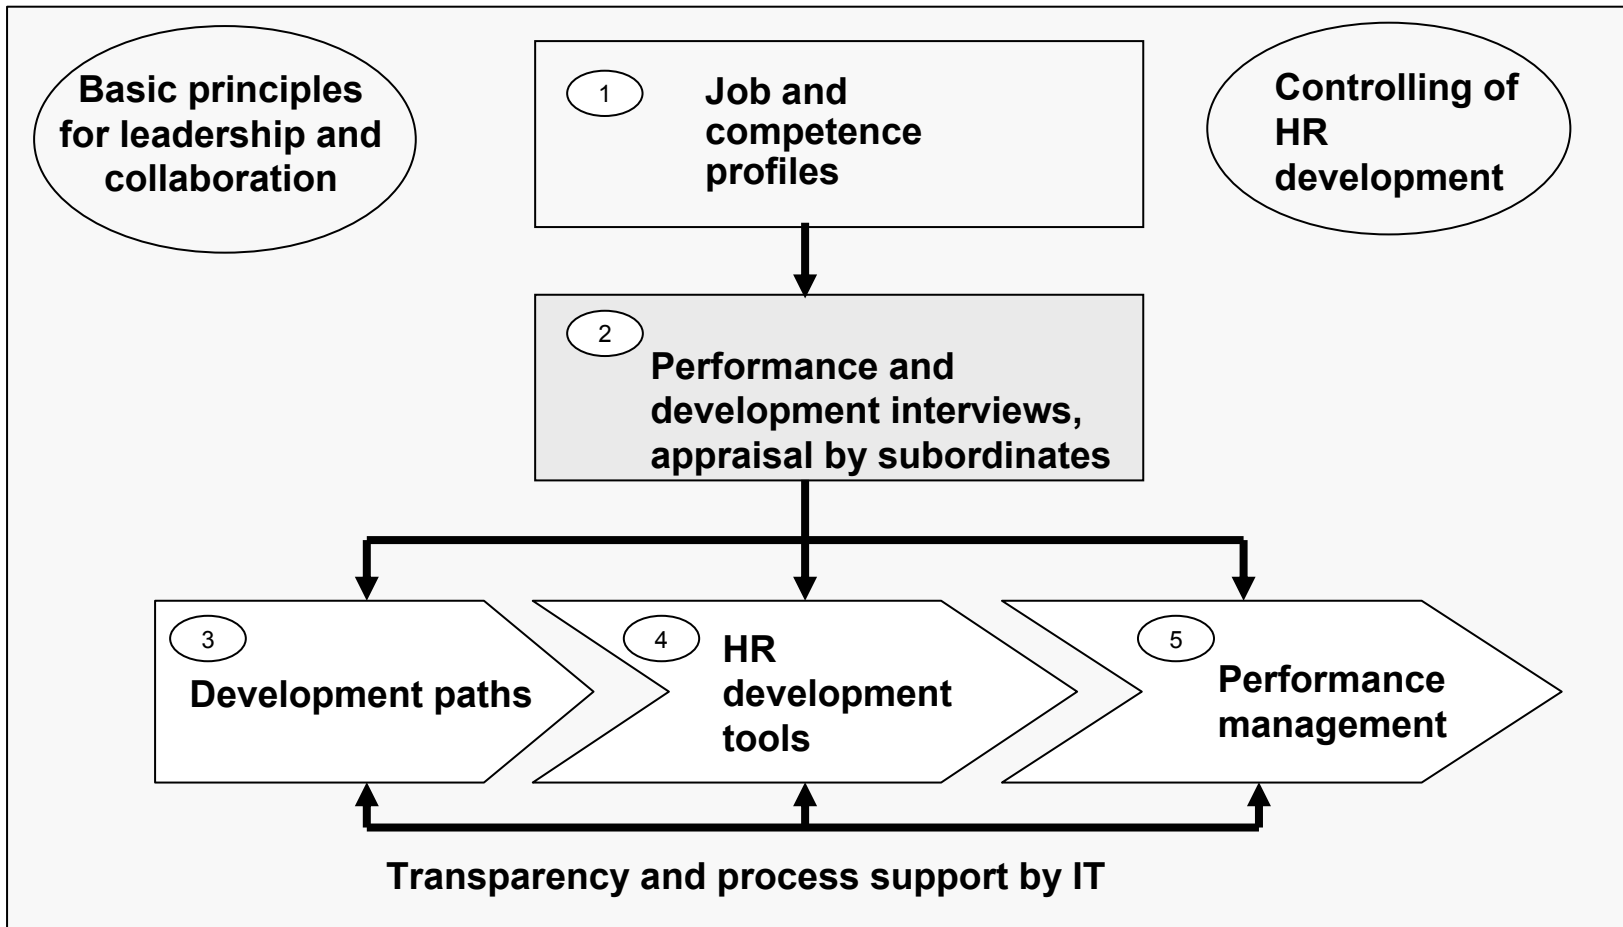 Basic principles
for leadership and
collaboration
1
Job and
competence
profiles
Controlling of
HR
development
2
Performance and
development interviews,
appraisal by subordinates
3
Development paths
4
HR
development
tools
5
Performance
management
Transparency and process support by IT